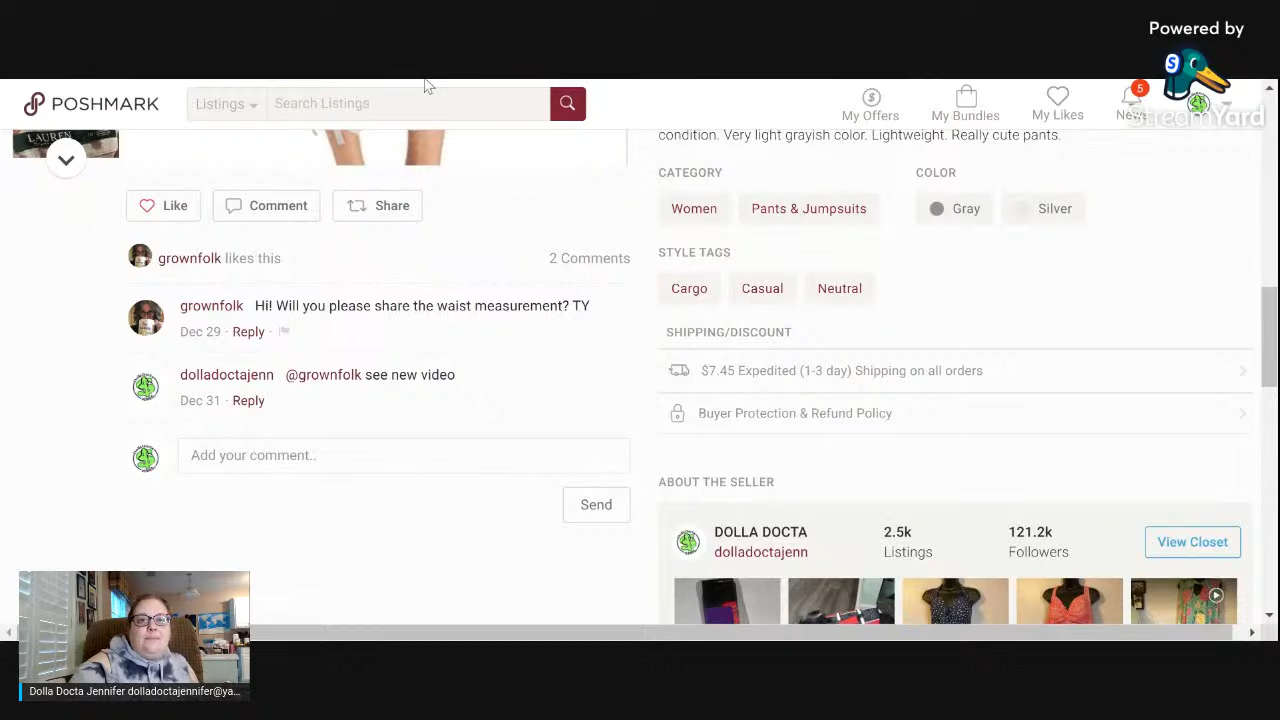 Powered by
StreamYard
POSHMARK
Listings
Search Listings
My Offers
My Bundles
My Likes
5
LAUREN
condition. Very light grayish color. Lightweight. Really cute pants.
Like
Comment
Share
grownfolk likes this
2 Comments
grownfolk Hi! Will you please share the waist measurement? TY
Dec 29 · Reply ·
dolladoctajenn @grownfolk see new video
Dec 31 · Reply
Add your comment..
Send
CATEGORY
Women
Pants & Jumpsuits
COLOR
Gray
Silver
STYLE TAGS
Cargo
Casual
Neutral
SHIPPING/DISCOUNT
$7.45 Expedited (1-3 day) Shipping on all orders
Buyer Protection & Refund Policy
ABOUT THE SELLER
DOLLA DOCTA
dolladoctajenn
2.5k
Listings
121.2k
Followers
View Closet
Dolla Docta Jennifer dolladoctajennifer@ya...